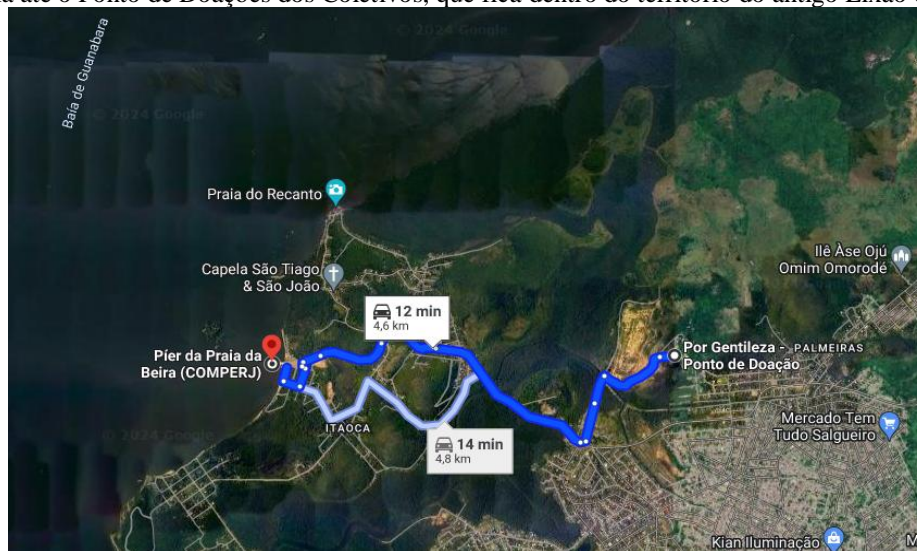 até o Ponto de Doações dos Coletivos, que fica dentro do território do antigo Lixão
© 2024 Google
Baía de Guanabara
© 2024 Google
Praia do Recanto
Ilê Àse Ojú
Omim Omorodé
Capela São Tiago
& São João
12 min
4,6 km
Píer da Praia da
Beira (COMPERJ)
Por Gentileza -
Ponto de Doação
PALMEIRAS
ITAOCA
Mercado Tem
Tudo Salgueiro
© 2024 Google
14 min
4,8 km
Kian Iluminação
M